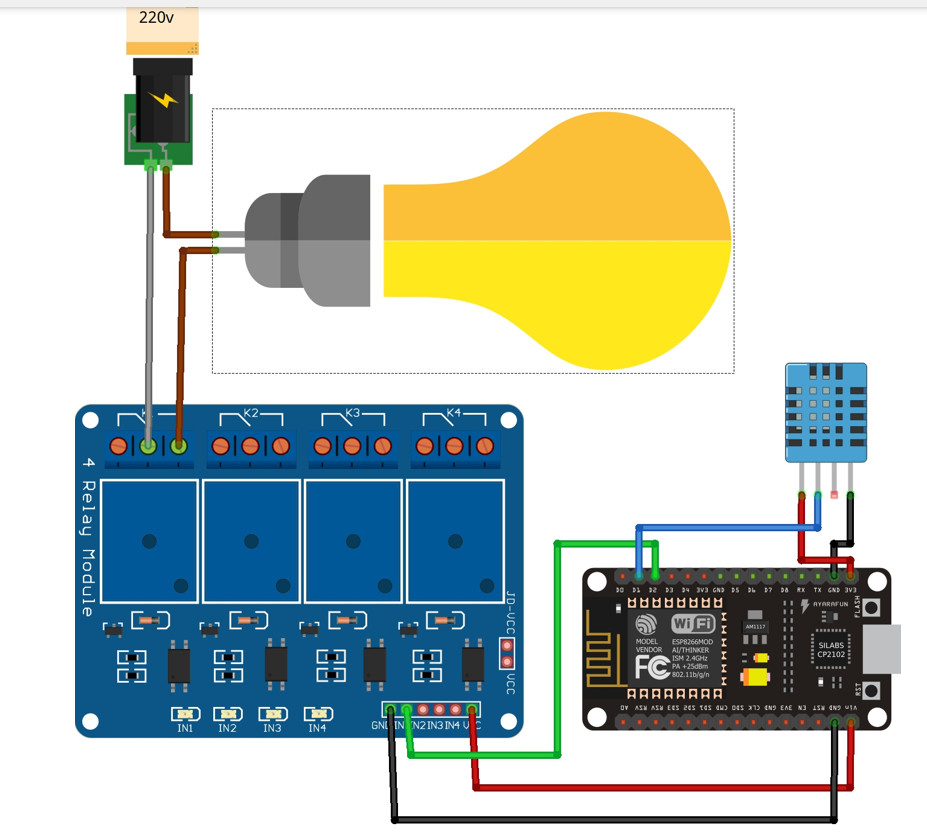 220v
K2
K3
K4
4 Relay Module
JD-VCC
VCC
IN1
IN2
IN3
IN4
GND
IN2
IN3
IN4
D0
D1
D2
D3
D4
3V3
GND
D5
D6
D7
D8
RX
TX
GND
3V3
FLASH
AYARAFUN
WiFi
MODEL
VENDOR
ESP8266MOD
AI/THINKER
ISM 2.4GHz
PA +25dBm
802.11b/g/n
FC
AM1117
SILABS
CP2102
RST
A0
RSV
RSV
SD3
SD2
SD1
CMD
SD0
CLK
GND
3V3
EN
RST
GND
Vin